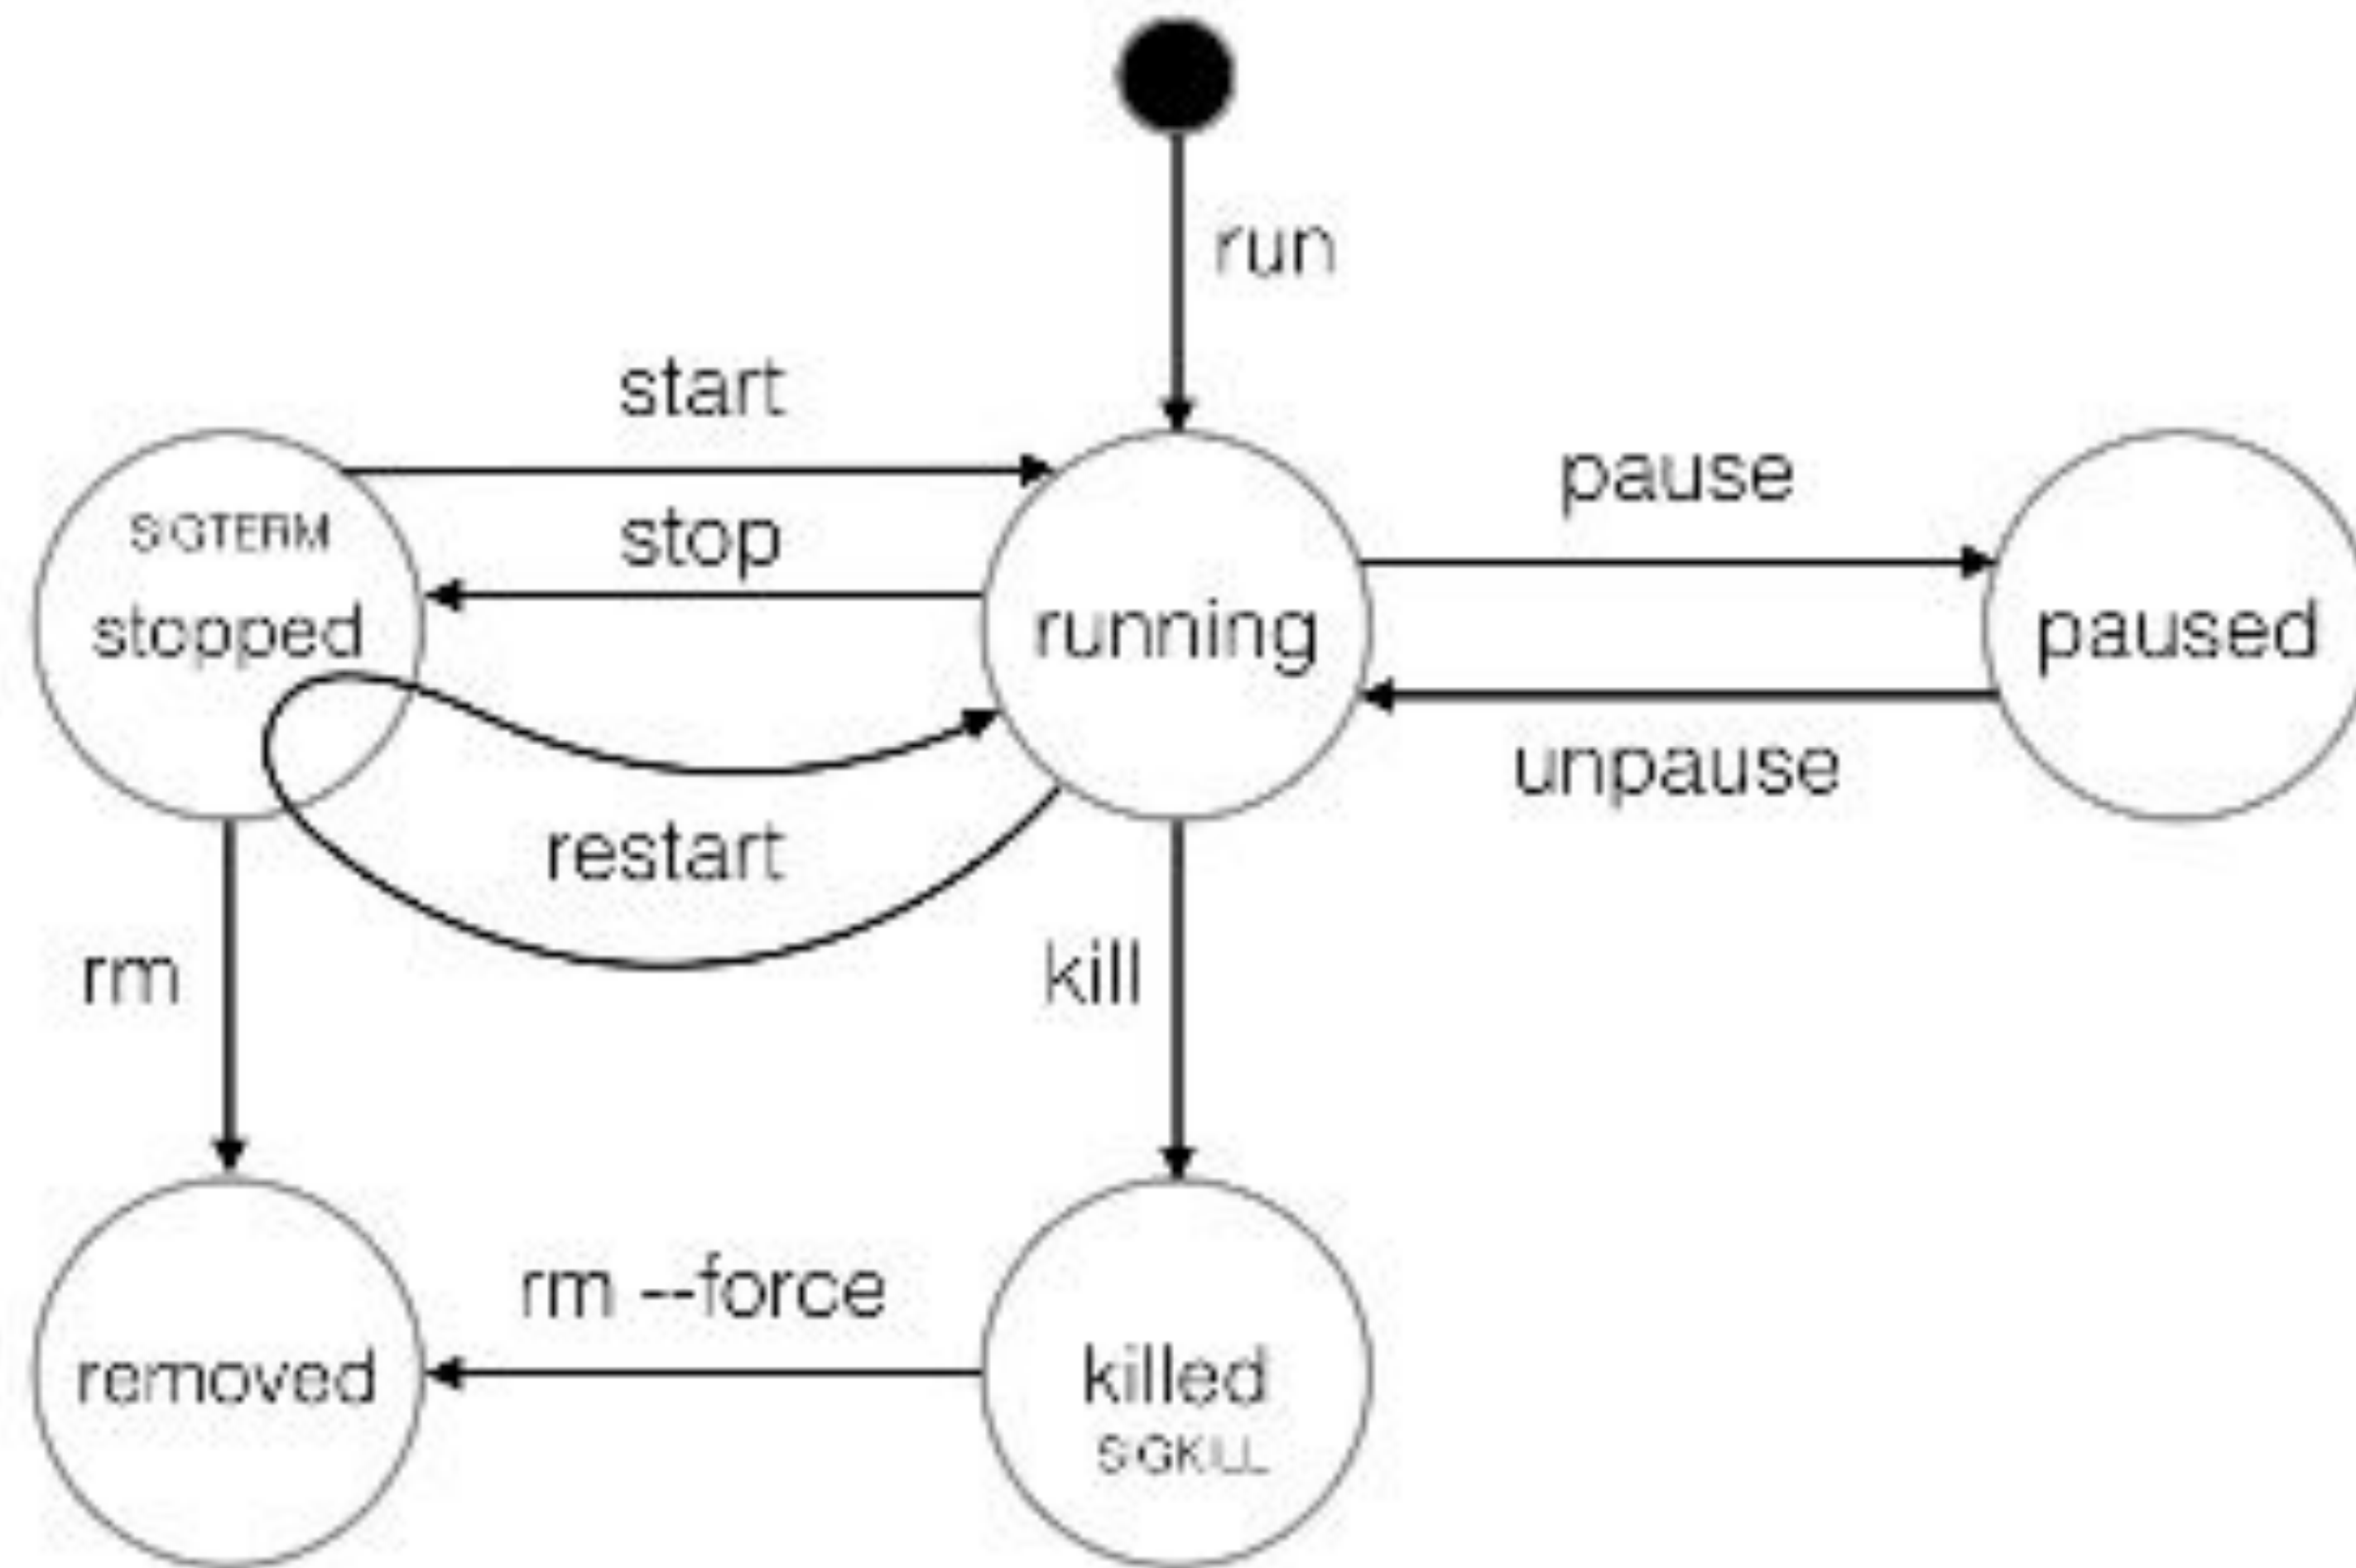 run
start
pause
SIGTERM
stop
stopped
running
paused
unpause
restart
rm
kill
rm --force
removed
killed
SIGKILL